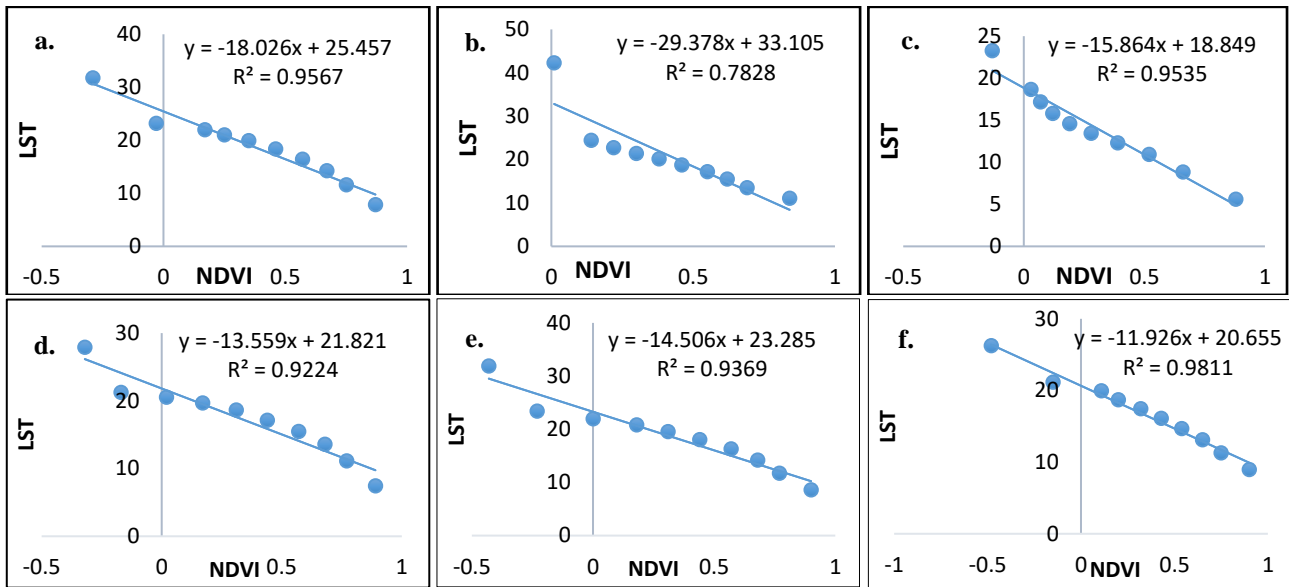 a.
y = -18.026x + 25.457
R² = 0.9567
LST
40
30
20
10
0
-0.5
0
0.5
1
NDVI
b.
y = -29.378x + 33.105
R² = 0.7828
LST
50
40
30
20
10
0
0
0.5
1
NDVI
c.
y = -15.864x + 18.849
R² = 0.9535
LST
25
20
15
10
5
0
-0.5
0
0.5
1
NDVI
d.
y = -13.559x + 21.821
R² = 0.9224
LST
30
20
10
0
-0.5
0
0.5
1
NDVI
e.
y = -14.506x + 23.285
R² = 0.9369
LST
40
30
20
10
0
-0.5
0
0.5
1
NDVI
f.
y = -11.926x + 20.655
R² = 0.9811
LST
30
20
10
0
-1
-0.5
0
0.5
1
NDVI